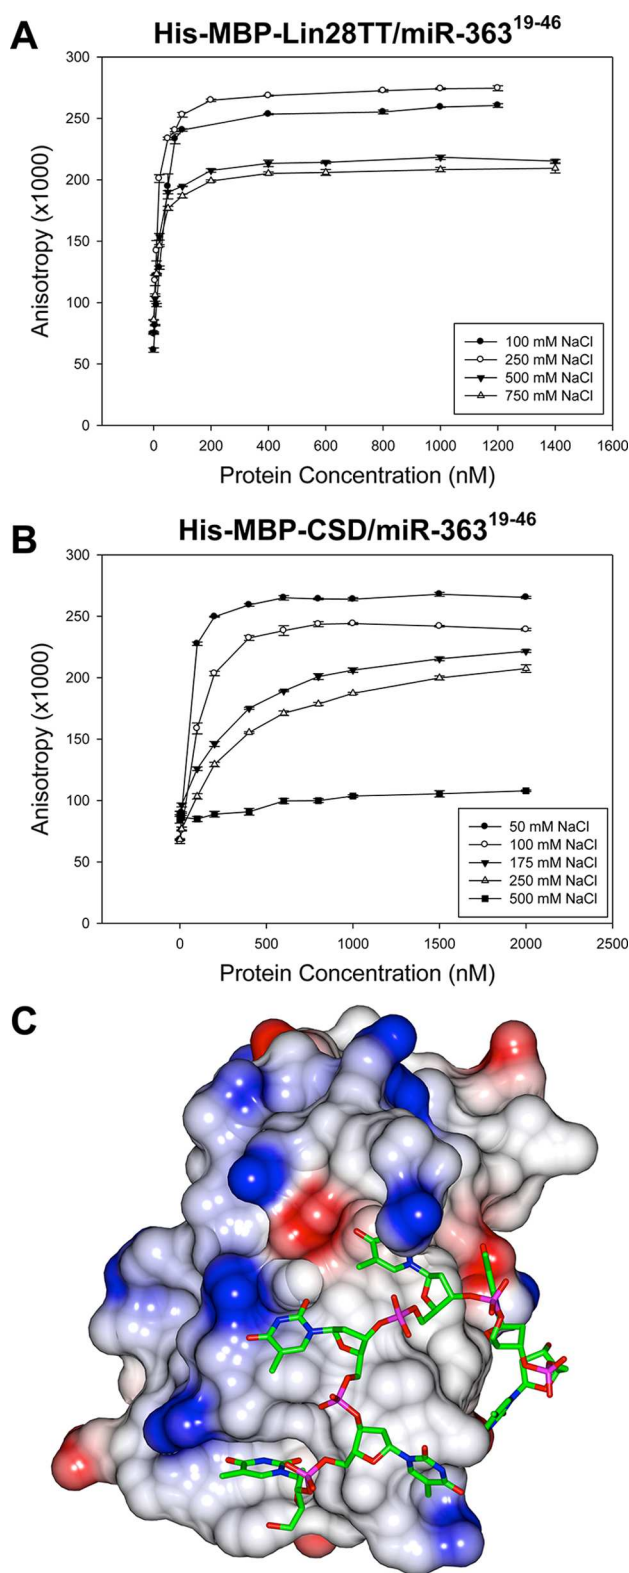 A
His-MBP-Lin28TT/miR-363^19-46
300
250
200
150
100
50
0
Anisotropy (x1000)
0 200 400 600 800 1000 1200 1400 1600
Protein Concentration (nM)
100 mM NaCl
250 mM NaCl
500 mM NaCl
750 mM NaCl
B
His-MBP-CSD/miR-363^19-46
300
250
200
150
100
50
0
Anisotropy (x1000)
0 500 1000 1500 2000 2500
Protein Concentration (nM)
50 mM NaCl
100 mM NaCl
175 mM NaCl
250 mM NaCl
500 mM NaCl
C